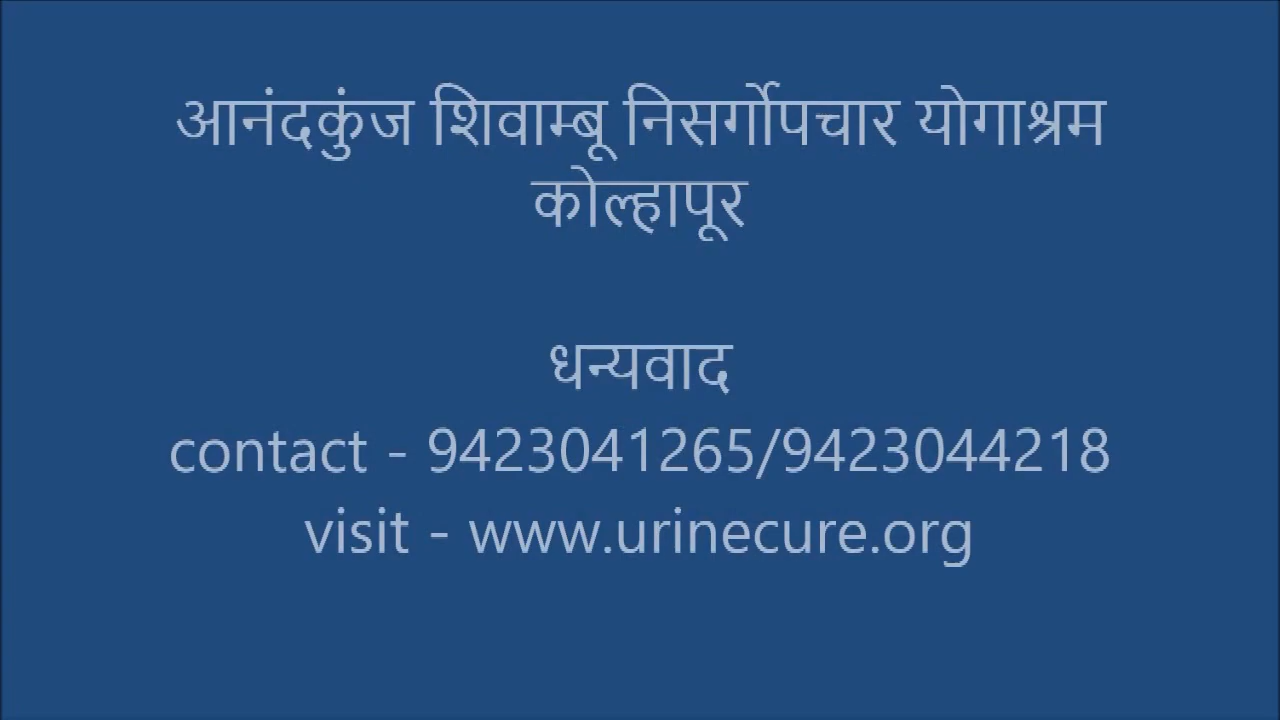 आनंदकुंज शिवाम्बू निसर्गोपचार योगाश्रम
कोल्हापूर
धन्यवाद
contact - 9423041265/9423044218
visit - www.urinecure.org